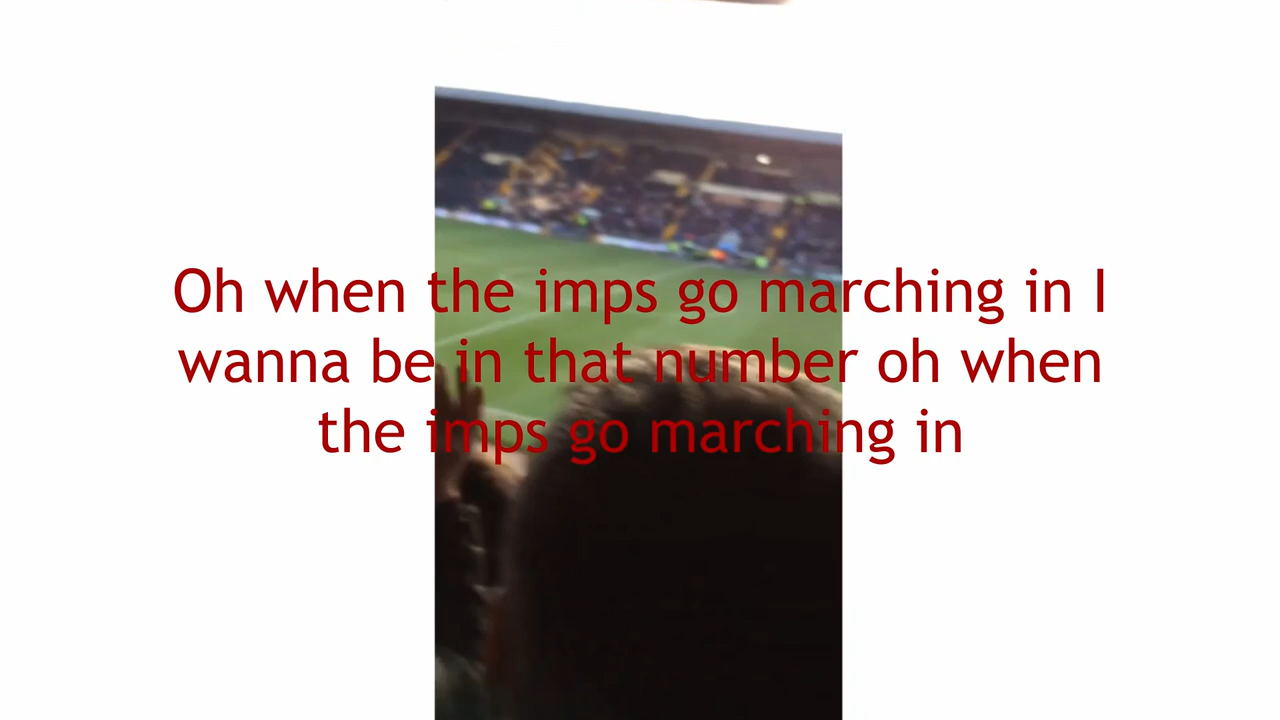 Oh when the imps go marching in I
wanna be in that number oh when
the imps go marching in